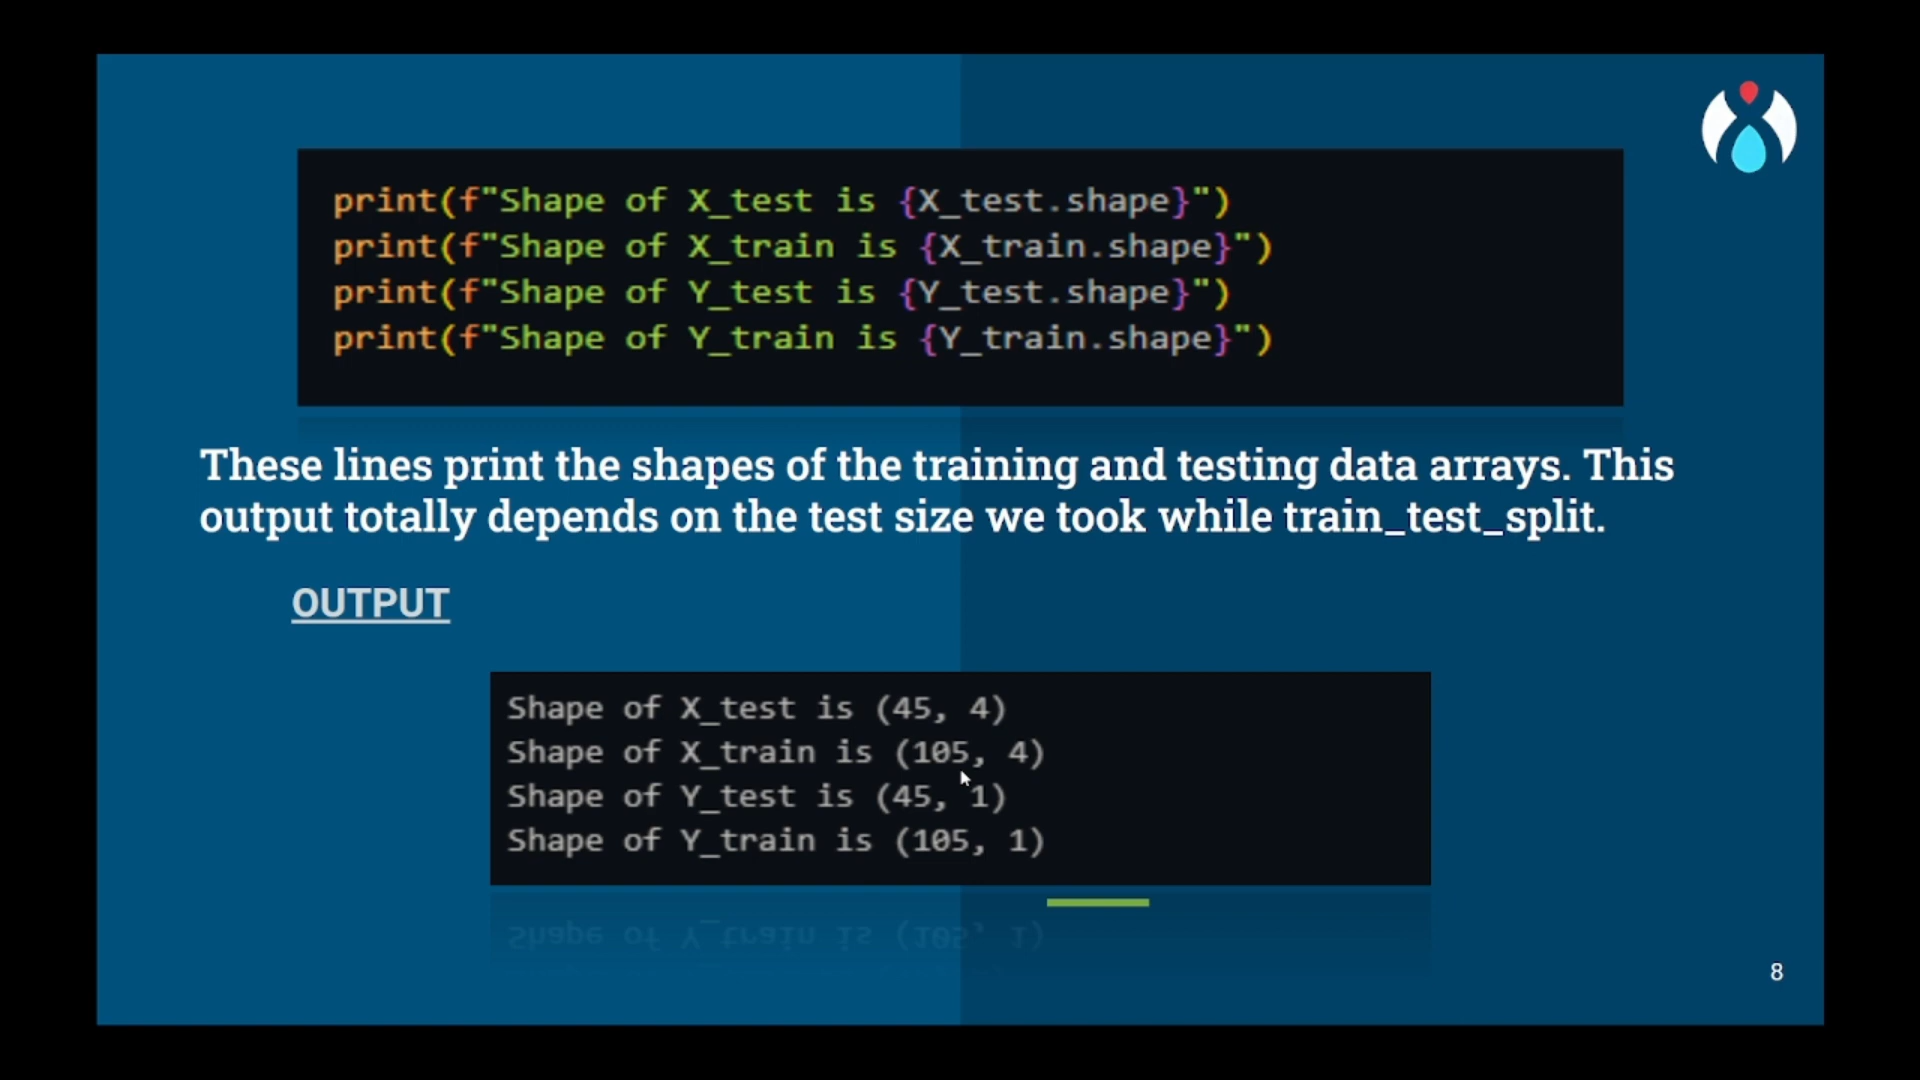 print(f"Shape of X_test is {X_test.shape}")
print(f"Shape of X_train is {X_train.shape}")
print(f"Shape of Y_test is {Y_test.shape}")
print(f"Shape of Y_train is {Y_train.shape}")
These lines print the shapes of the training and testing data arrays. This
output totally depends on the test size we took while train_test_split.
OUTPUT
Shape of X_test is (45, 4)
Shape of X_train is (105, 4)
Shape of Y_test is (45, 1)
Shape of Y_train is (105, 1)
8